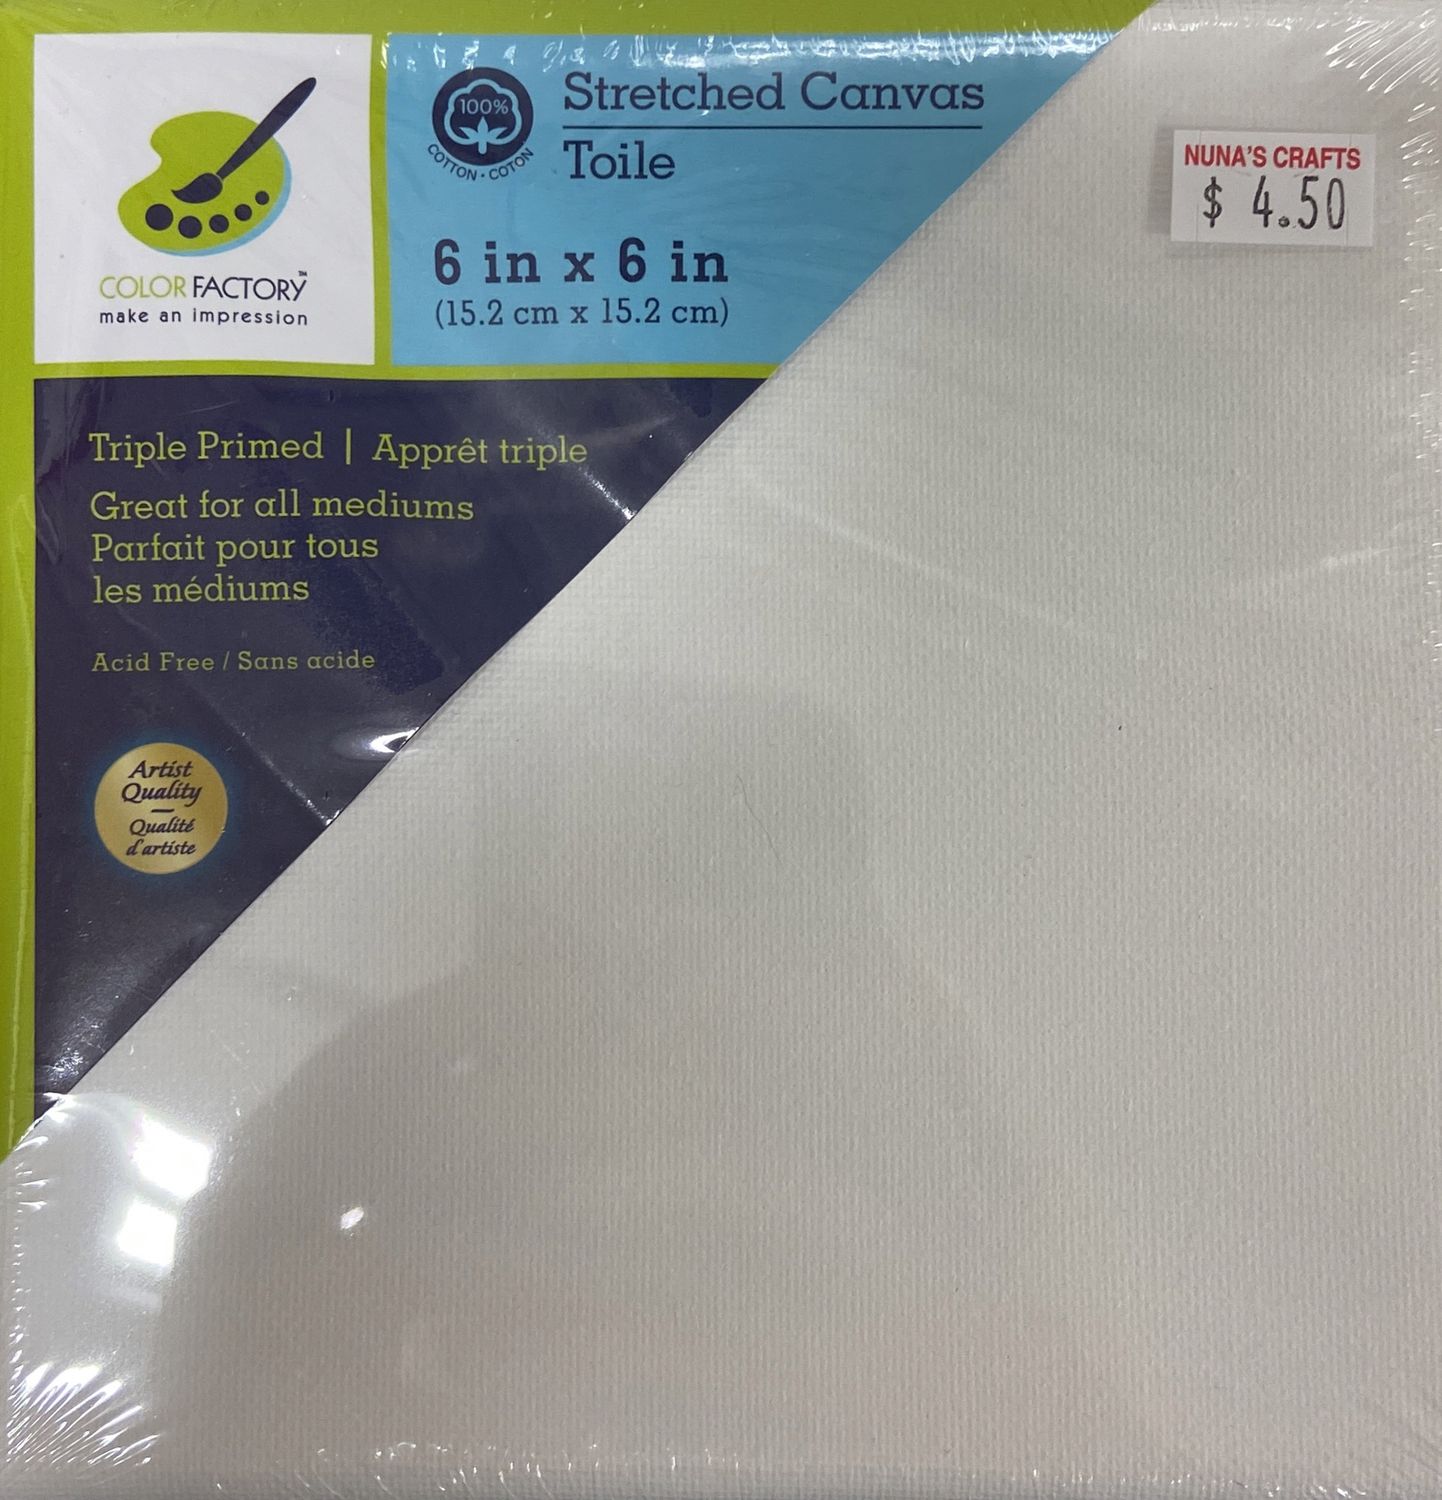 100%
COTTON · COTON
Stretched Canvas
Toile
6 in x 6 in
(15.2 cm x 15.2 cm)
NUNA'S CRAFTS
$ 4.50
COLOR FACTORY™
make an impression
Triple Primed | Apprêt triple
Great for all mediums
Parfait pour tous
les médiums
Acid Free / Sans acide
Artist
Quality
Qualité
d'artiste